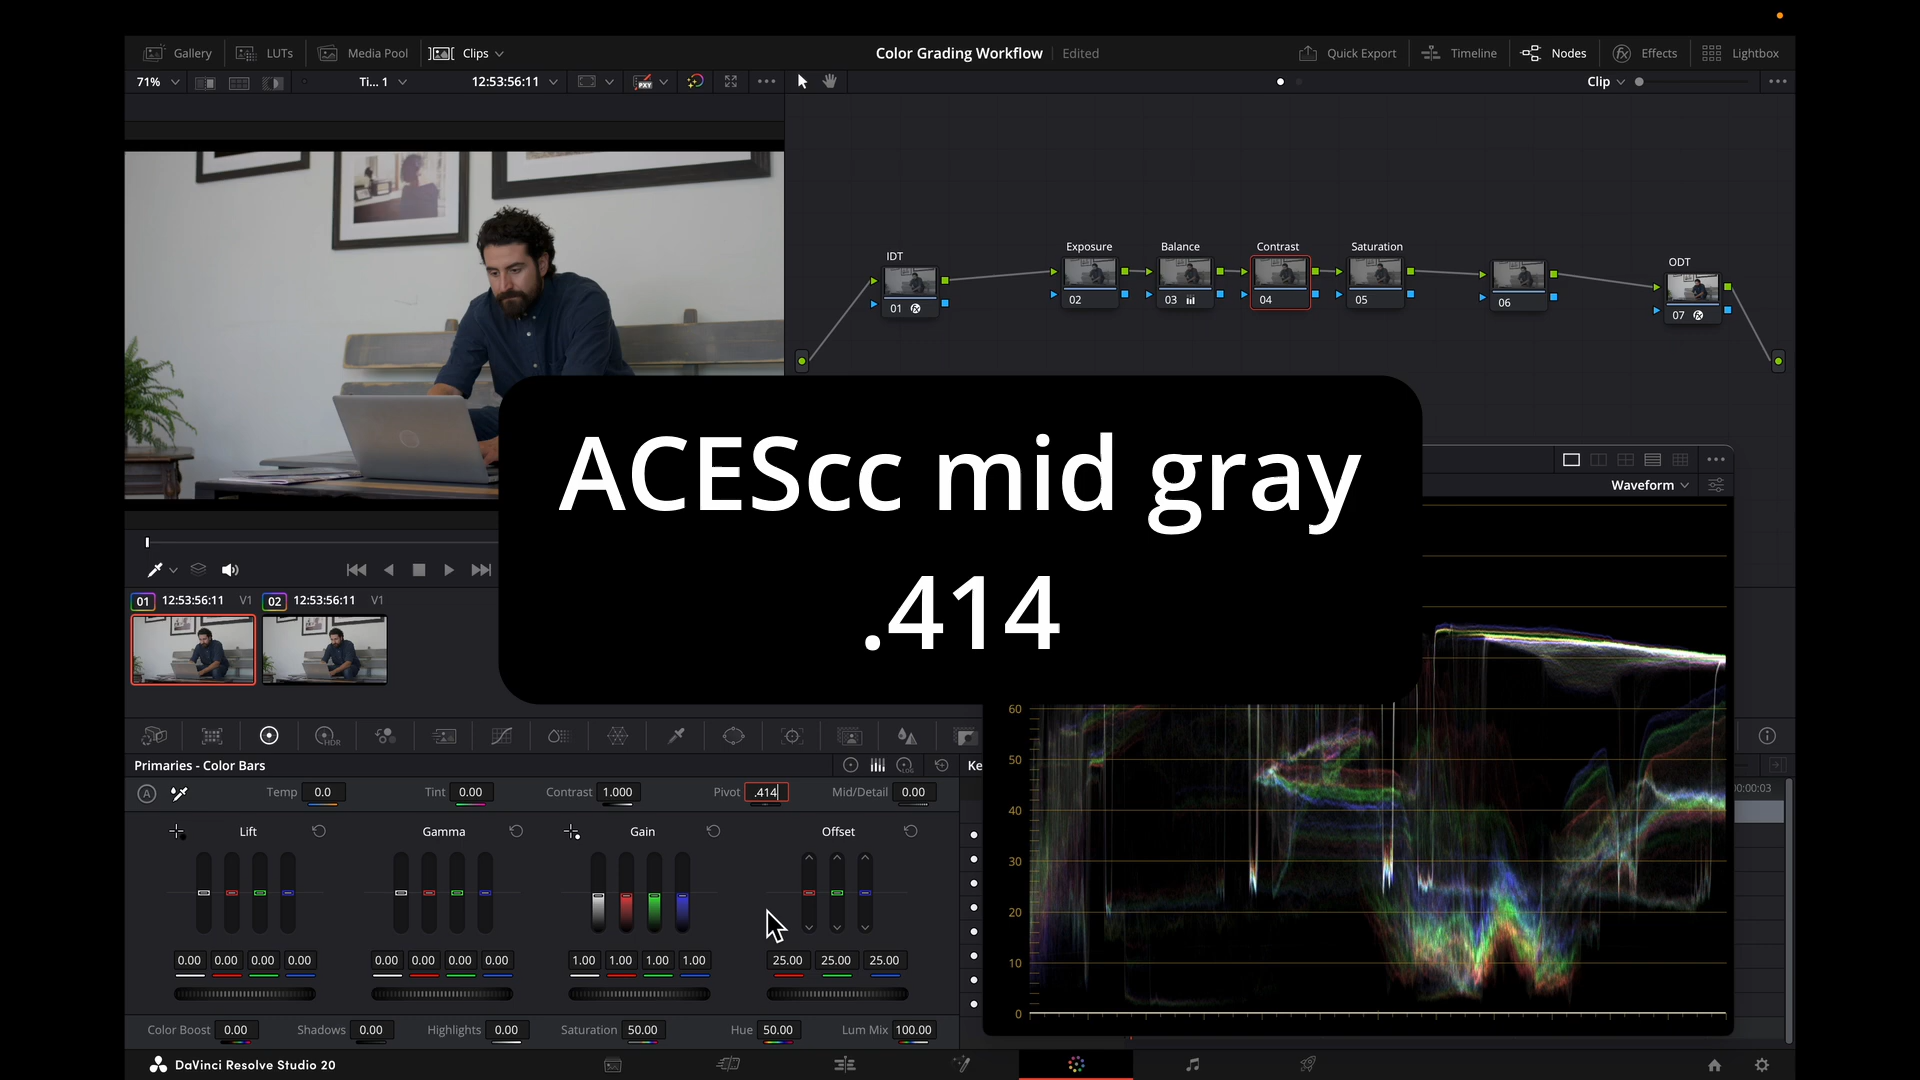 Gallery LUTs Media Pool Clips Color Grading Workflow Edited Quick Export Timeline Nodes Effects Lightbox
71% Ti... 1 12:53:56:11 PXY Clip
IDT Exposure Balance Contrast Saturation ODT
01 02 03 04 05 06 07
ACEScc mid gray
.414
Waveform
01 12:53:56:11 V1 02 12:53:56:11 V1
HDR
60
50
40
30
20
10
0
Primaries - Color Bars LOG Ke
A Temp 0.0 Tint 0.00 Contrast 1.000 Pivot .414 Mid/Detail 0.00 00:00:03
Lift Gamma Gain Offset
0.00 0.00 0.00 0.00 0.00 0.00 0.00 0.00 1.00 1.00 1.00 1.00 25.00 25.00 25.00
Color Boost 0.00 Shadows 0.00 Highlights 0.00 Saturation 50.00 Hue 50.00 Lum Mix 100.00
DaVinci Resolve Studio 20